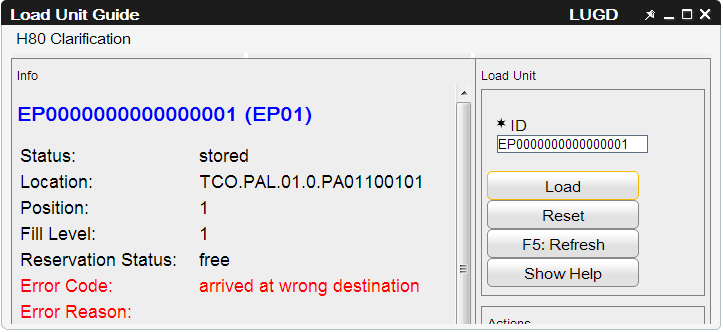 Load Unit Guide LUGD
H80 Clarification
Info
EP0000000000000001 (EP01)
Status: stored
Location: TCO.PAL.01.0.PA01100101
Position: 1
Fill Level: 1
Reservation Status: free
Error Code: arrived at wrong destination
Error Reason:
Load Unit
* ID
EP0000000000000001
Load
Reset
F5: Refresh
Show Help
Actions